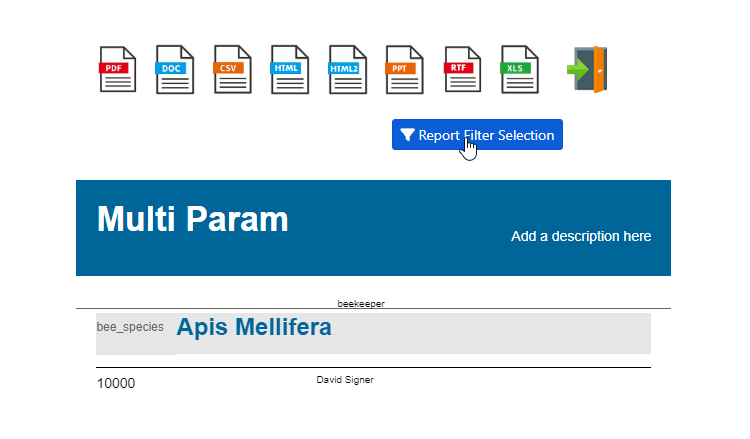 PDF DOC CSV HTML HTML2 PPT RTF XLS
Report Filter Selection
Multi Param
Add a description here
beekeeper
bee_species Apis Mellifera
10000 David Signer